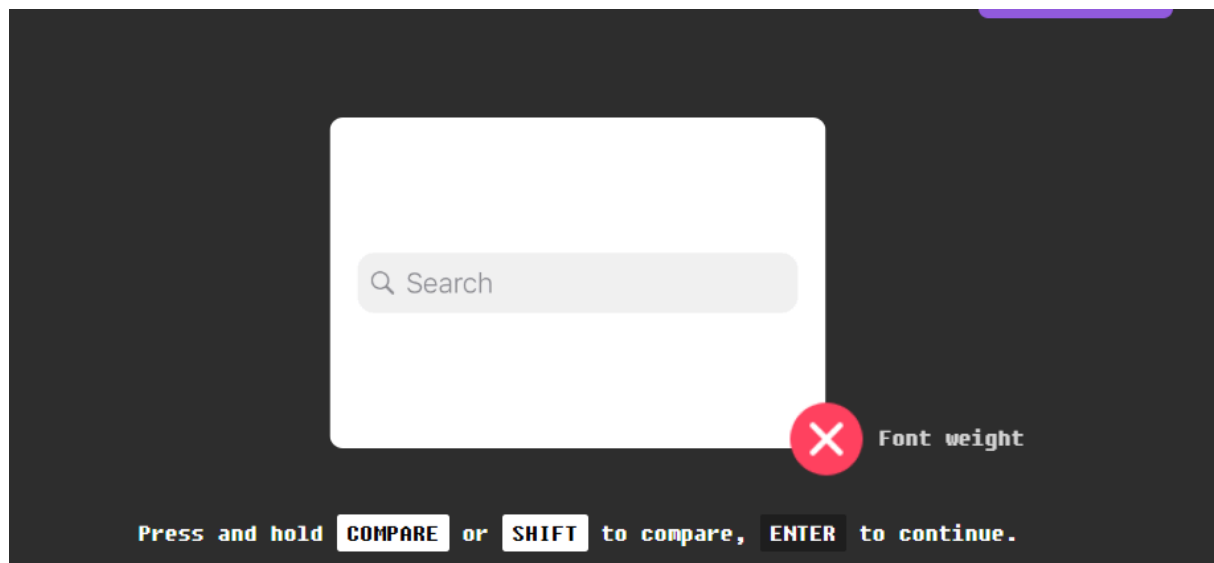 Search
Font weight
Press and hold COMPARE or SHIFT to compare, ENTER to continue.